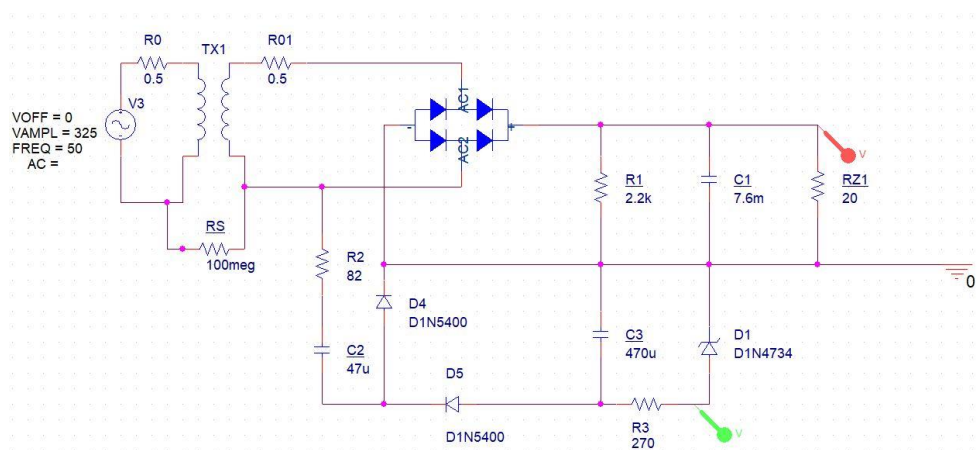 R0
0.5
TX1
R01
0.5
V3
VOFF = 0
VAMPL = 325
FREQ = 50
AC =
AC1
AC2
-
+
V
R1
2.2k
C1
7.6m
RZ1
20
RS
100meg
R2
82
0
D4
D1N5400
C2
47u
C3
470u
D1
D1N4734
D5
D1N5400
R3
270
V